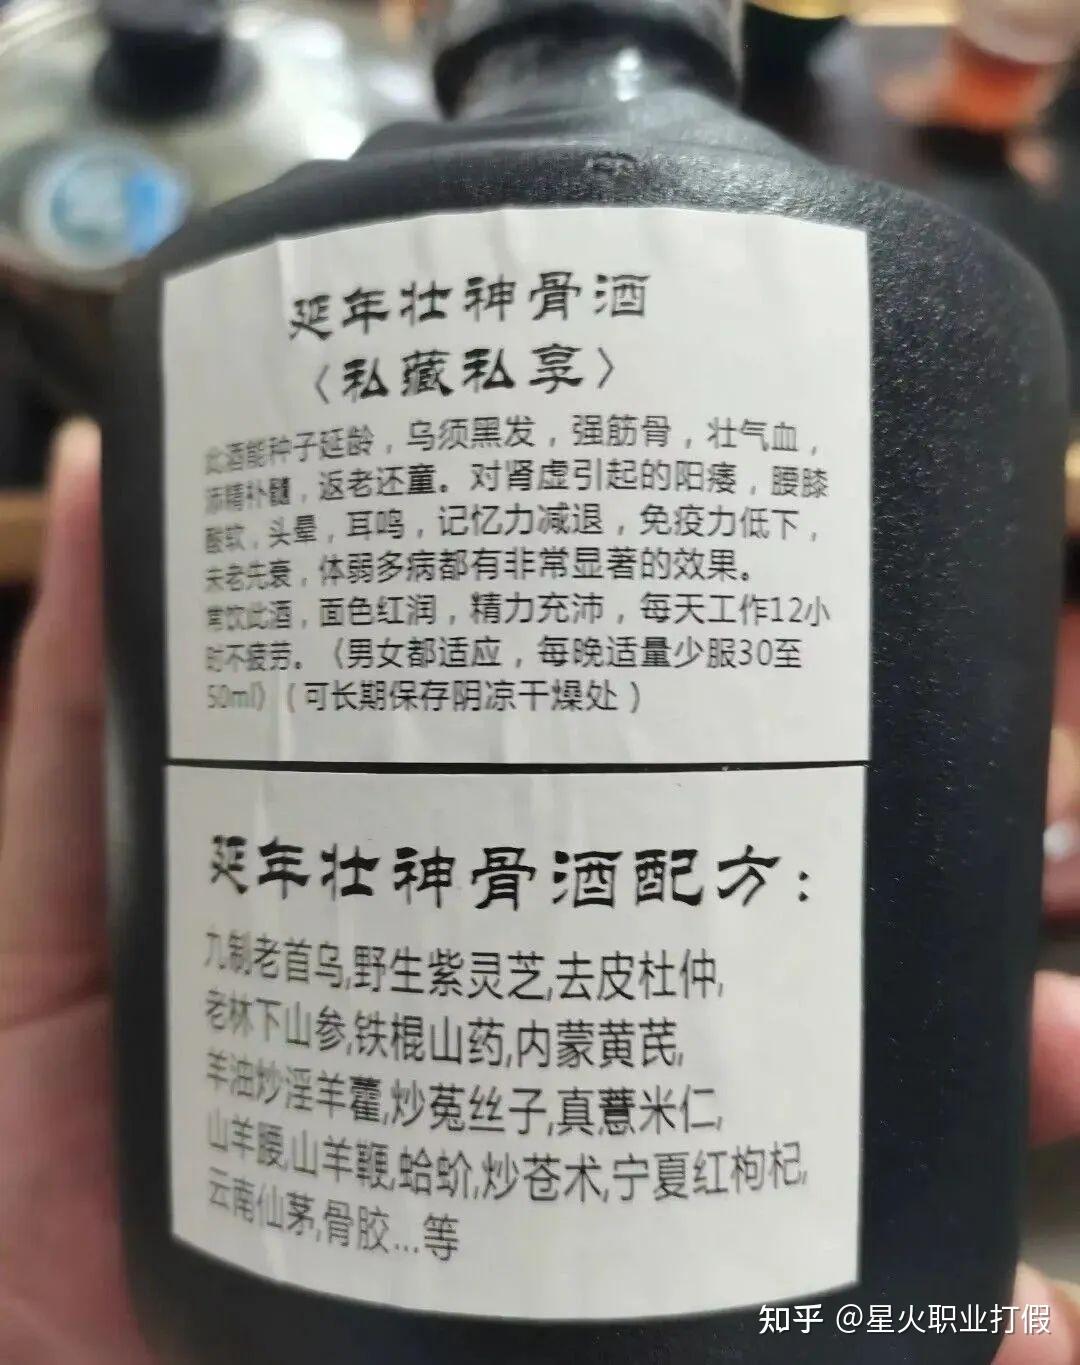 延年壮神骨酒
〈私藏私享〉
此酒能种子延龄，乌须黑发，强筋骨，壮气血，
沛精补髓，返老还童。对肾虚引起的阳痿，腰膝
酸软，头晕，耳鸣，记忆力减退，免疫力低下，
未老先衰，体弱多病都有非常显著的效果。
常饮此酒，面色红润，精力充沛，每天工作12小
时不疲劳。《男女都适应，每晚适量少服30至
50ml》（可长期保存阴凉干燥处）
延年壮神骨酒配方：
九制老首乌,野生紫灵芝,去皮杜仲,
老林下山参,铁棍山药,内蒙黄芪,
羊油炒淫羊藿,炒菟丝子,真薏米仁,
山羊腰,山羊鞭,蛤蚧,炒苍术,宁夏红枸杞,
云南仙茅,骨胶...等
知乎 @星火职业打假